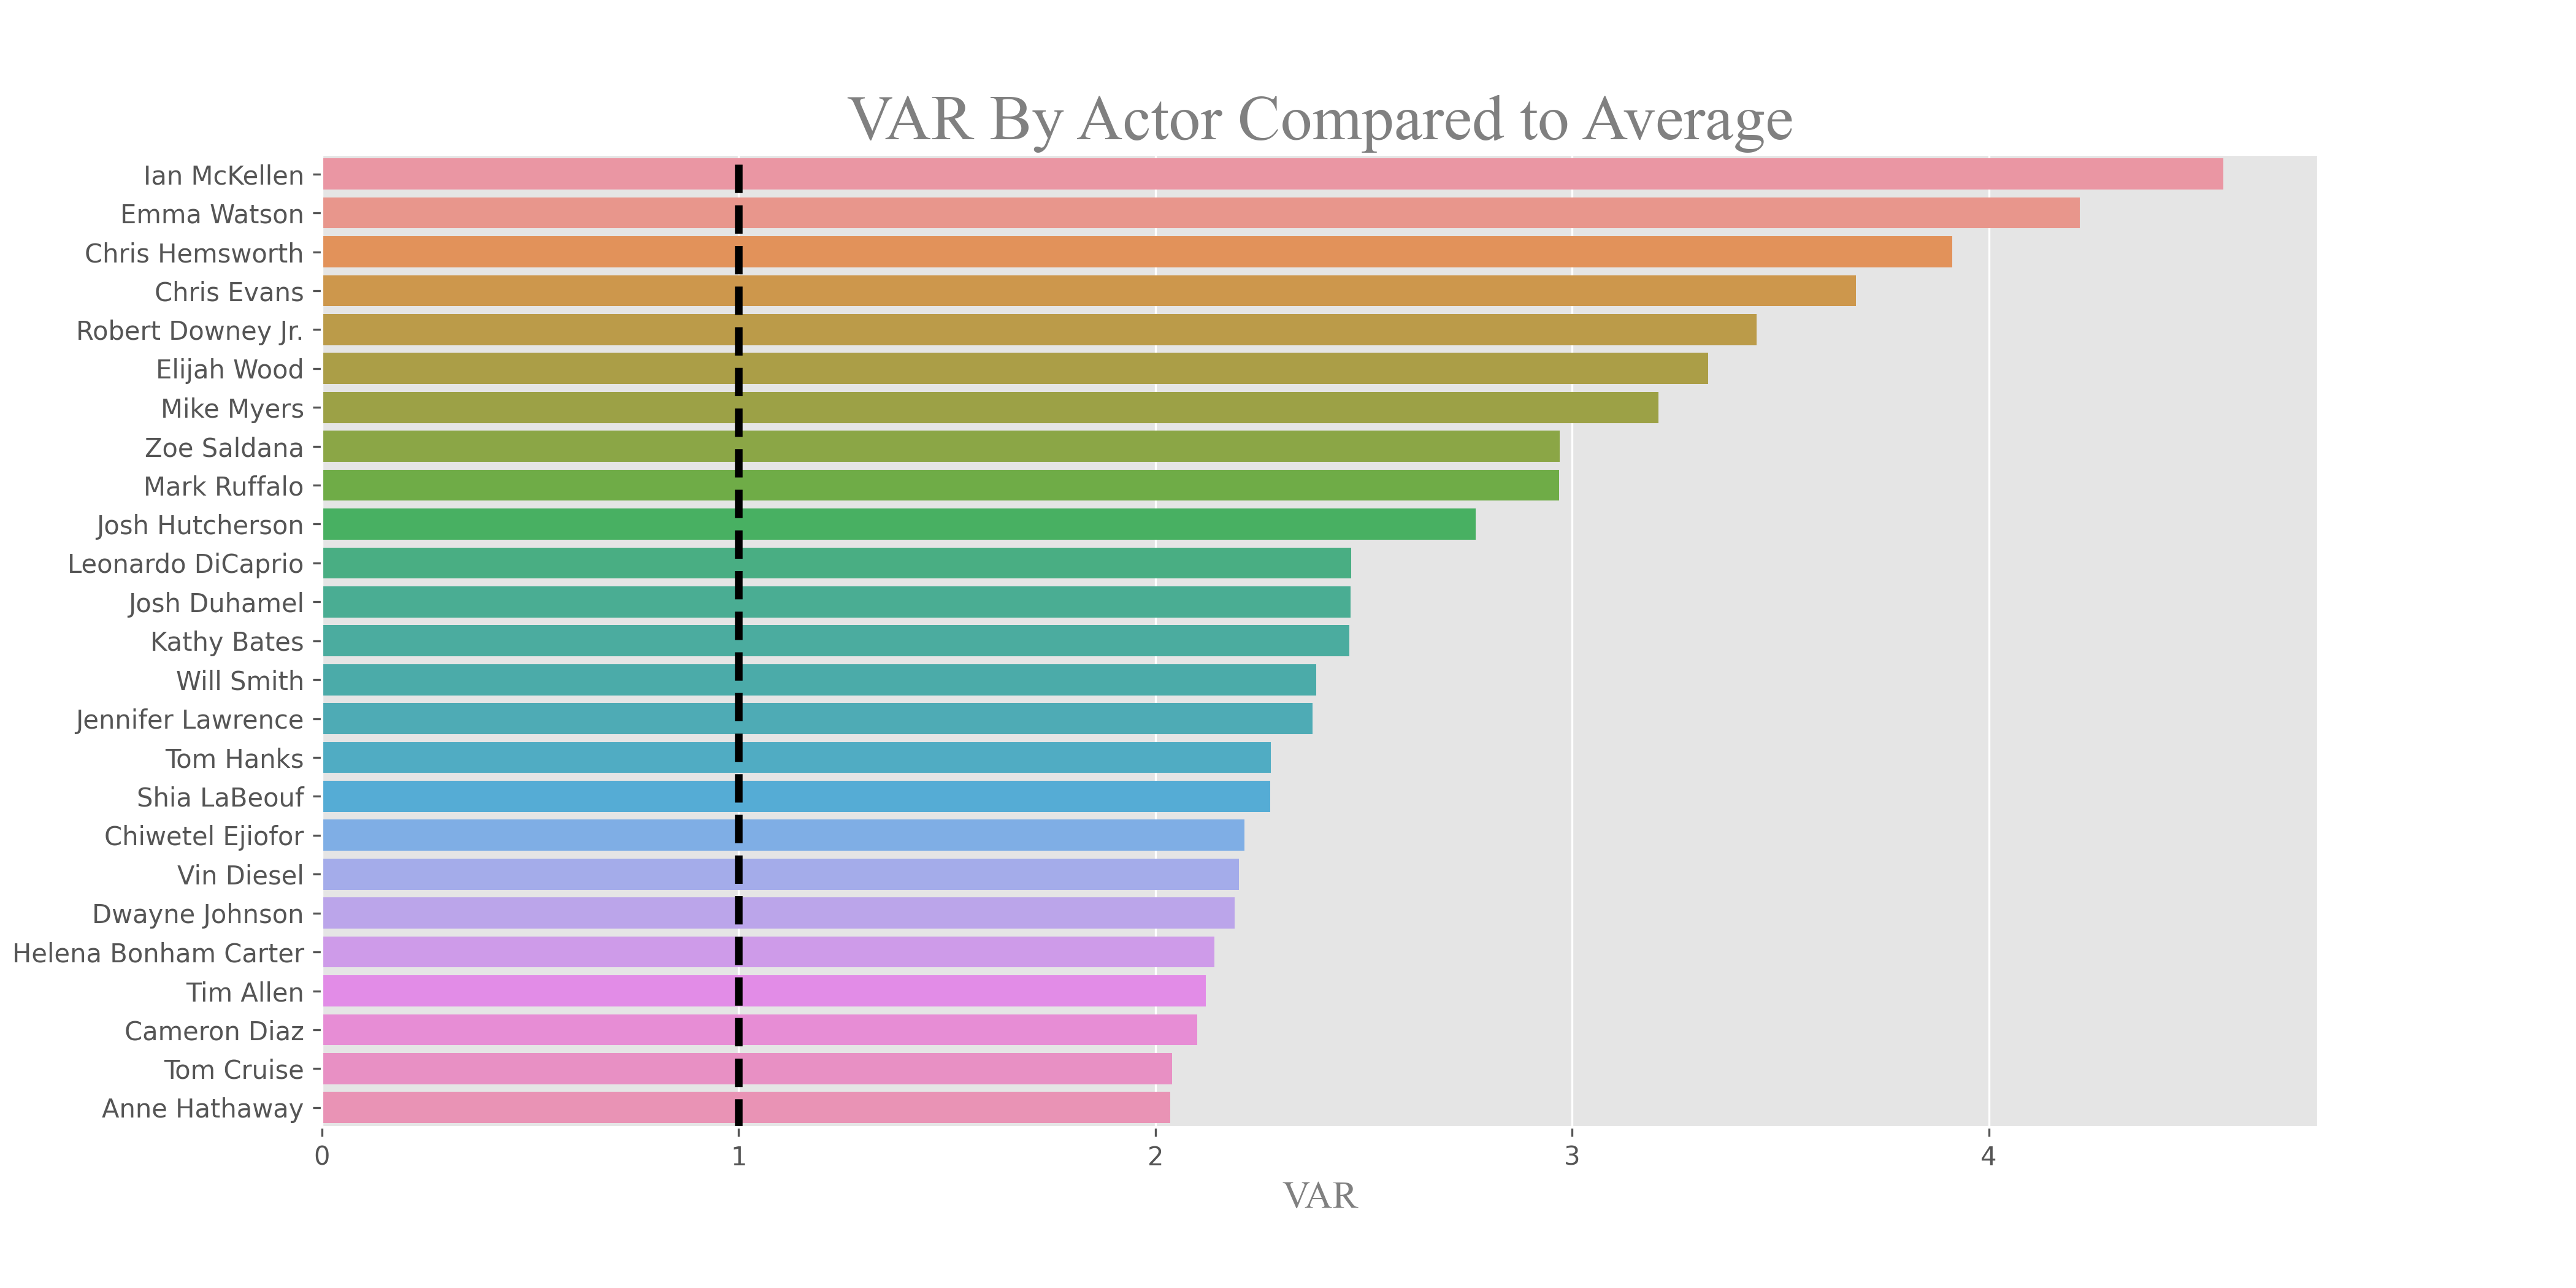 VAR By Actor Compared to Average
Ian McKellen
Emma Watson
Chris Hemsworth
Chris Evans
Robert Downey Jr.
Elijah Wood
Mike Myers
Zoe Saldana
Mark Ruffalo
Josh Hutcherson
Leonardo DiCaprio
Josh Duhamel
Kathy Bates
Will Smith
Jennifer Lawrence
Tom Hanks
Shia LaBeouf
Chiwetel Ejiofor
Vin Diesel
Dwayne Johnson
Helena Bonham Carter
Tim Allen
Cameron Diaz
Tom Cruise
Anne Hathaway
0 1 2 3 4
VAR